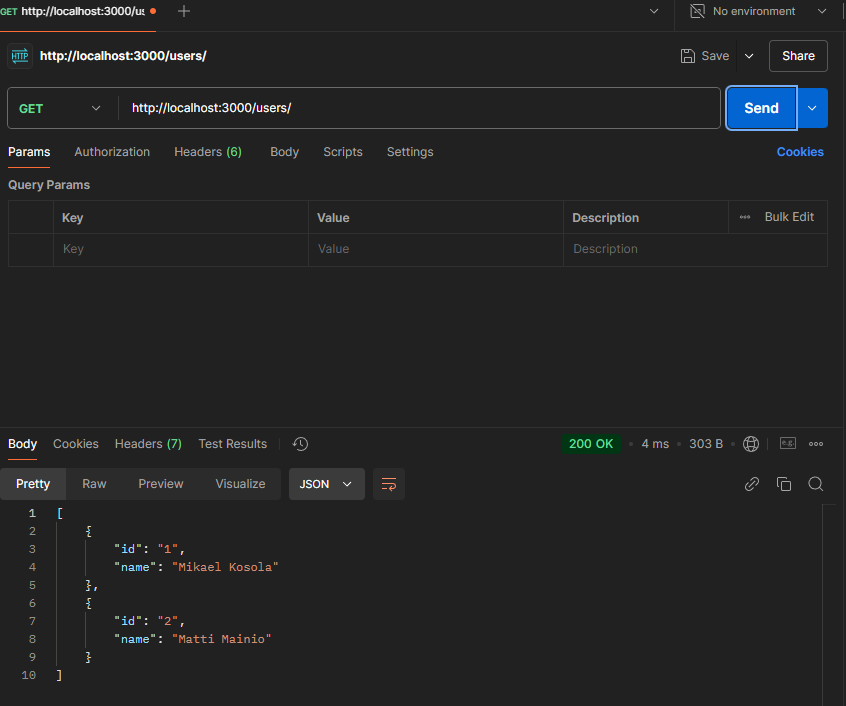 GET http://localhost:3000/us
No environment
HTTP http://localhost:3000/users/ Save Share
GET http://localhost:3000/users/ Send
Params Authorization Headers (6) Body Scripts Settings Cookies
Query Params
Key Value Description Bulk Edit
Key Value Description
Body Cookies Headers (7) Test Results 200 OK 4 ms 303 B e.g.
Pretty Raw Preview Visualize JSON
1 [
2 {
3 "id": "1",
4 "name": "Mikael Kosola"
5 },
6 {
7 "id": "2",
8 "name": "Matti Mainio"
9 }
10 ]